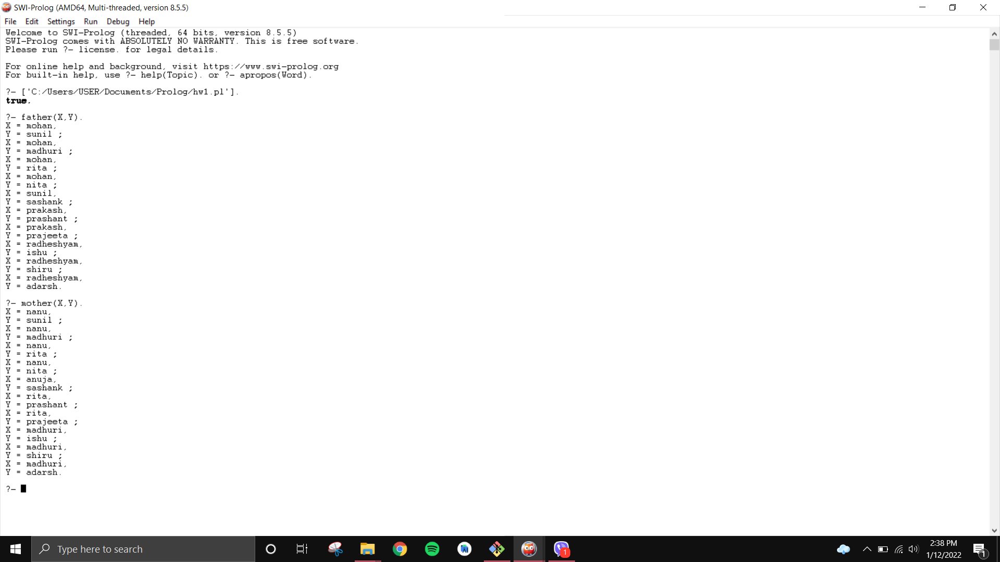 SWI-Prolog (AMD64, Multi-threaded, version 8.5.5)
File Edit Settings Run Debug Help
Welcome to SWI-Prolog (threaded, 64 bits, version 8.5.5)
SWI-Prolog comes with ABSOLUTELY NO WARRANTY. This is free software.
Please run ?- license. for legal details.
For online help and background, visit https://www.swi-prolog.org
For built-in help, use ?- help(Topic). or ?- apropos(Word).
?- ['C:/Users/USER/Documents/Prolog/hw1.pl'].
true.
?- father(X,Y).
X = mohan,
Y = sunil ;
X = mohan,
Y = madhuri ;
X = mohan,
Y = rita ;
X = mohan,
Y = nita ;
X = sunil,
Y = sashank ;
X = prakash,
Y = prashant ;
X = prakash,
Y = prajeeta ;
X = radheshyam,
Y = ishu ;
X = radheshyam,
Y = shiru ;
X = radheshyam,
Y = adarsh.
?- mother(X,Y).
X = nanu,
Y = sunil ;
X = nanu,
Y = madhuri ;
X = nanu,
Y = rita ;
X = nanu,
Y = nita ;
X = anuja,
Y = sashank ;
X = rita,
Y = prashant ;
X = rita,
Y = prajeeta ;
X = madhuri,
Y = ishu ;
X = madhuri,
Y = shiru ;
X = madhuri,
Y = adarsh.
?-
Type here to search
1
2:38 PM
1/12/2022
1